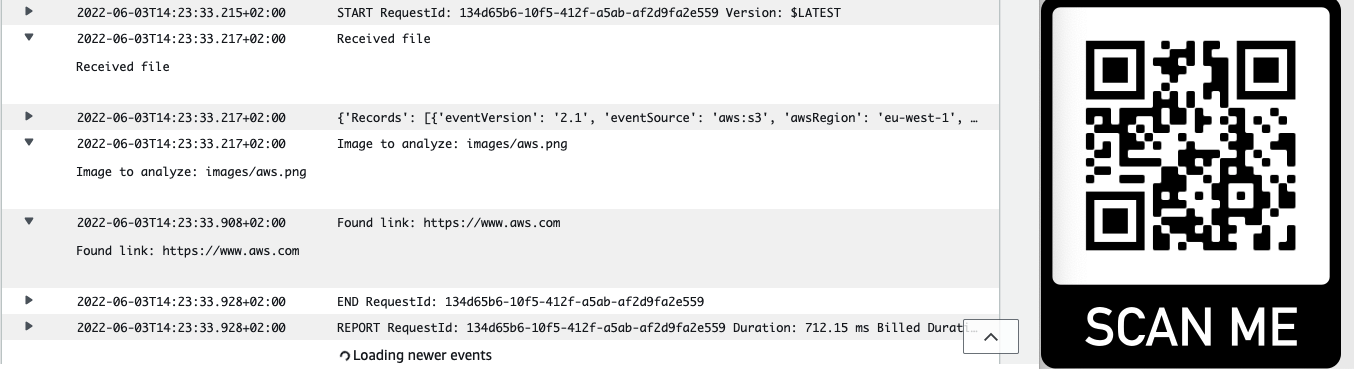 2022-06-03T14:23:33.215+02:00 START RequestId: 134d65b6-10f5-412f-a5ab-af2d9fa2e559 Version: $LATEST
2022-06-03T14:23:33.217+02:00 Received file
Received file
2022-06-03T14:23:33.217+02:00 {'Records': [{'eventVersion': '2.1', 'eventSource': 'aws:s3', 'awsRegion': 'eu-west-1', …
2022-06-03T14:23:33.217+02:00 Image to analyze: images/aws.png
Image to analyze: images/aws.png
2022-06-03T14:23:33.908+02:00 Found link: https://www.aws.com
Found link: https://www.aws.com
2022-06-03T14:23:33.928+02:00 END RequestId: 134d65b6-10f5-412f-a5ab-af2d9fa2e559
2022-06-03T14:23:33.928+02:00 REPORT RequestId: 134d65b6-10f5-412f-a5ab-af2d9fa2e559 Duration: 712.15 ms Billed Durati…
Loading newer events
SCAN ME